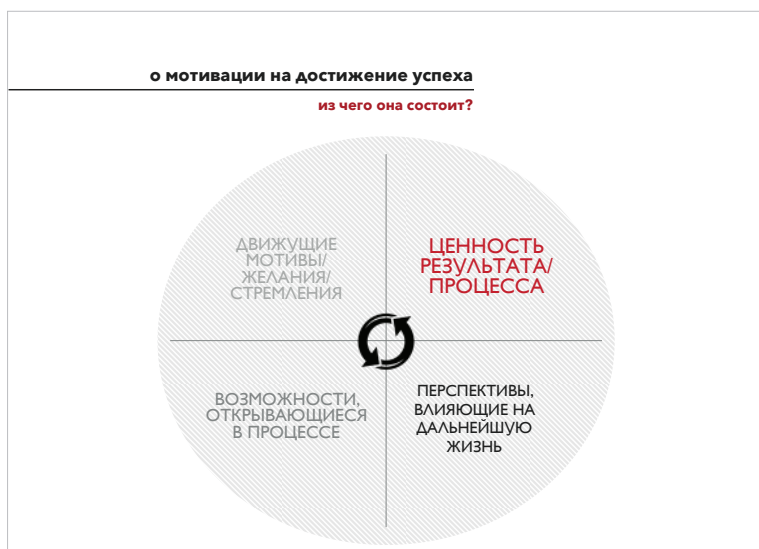 о мотивации на достижение успеха
из чего она состоит?
ДВИЖУЩИЕ
МОТИВЫ/
ЖЕЛАНИЯ/
СТРЕМЛЕНИЯ
ЦЕННОСТЬ
РЕЗУЛЬТАТА/
ПРОЦЕССА
ВОЗМОЖНОСТИ,
ОТКРЫВАЮЩИЕСЯ
В ПРОЦЕССЕ
ПЕРСПЕКТИВЫ,
ВЛИЯЮЩИЕ НА
ДАЛЬНЕЙШУЮ
ЖИЗНЬ